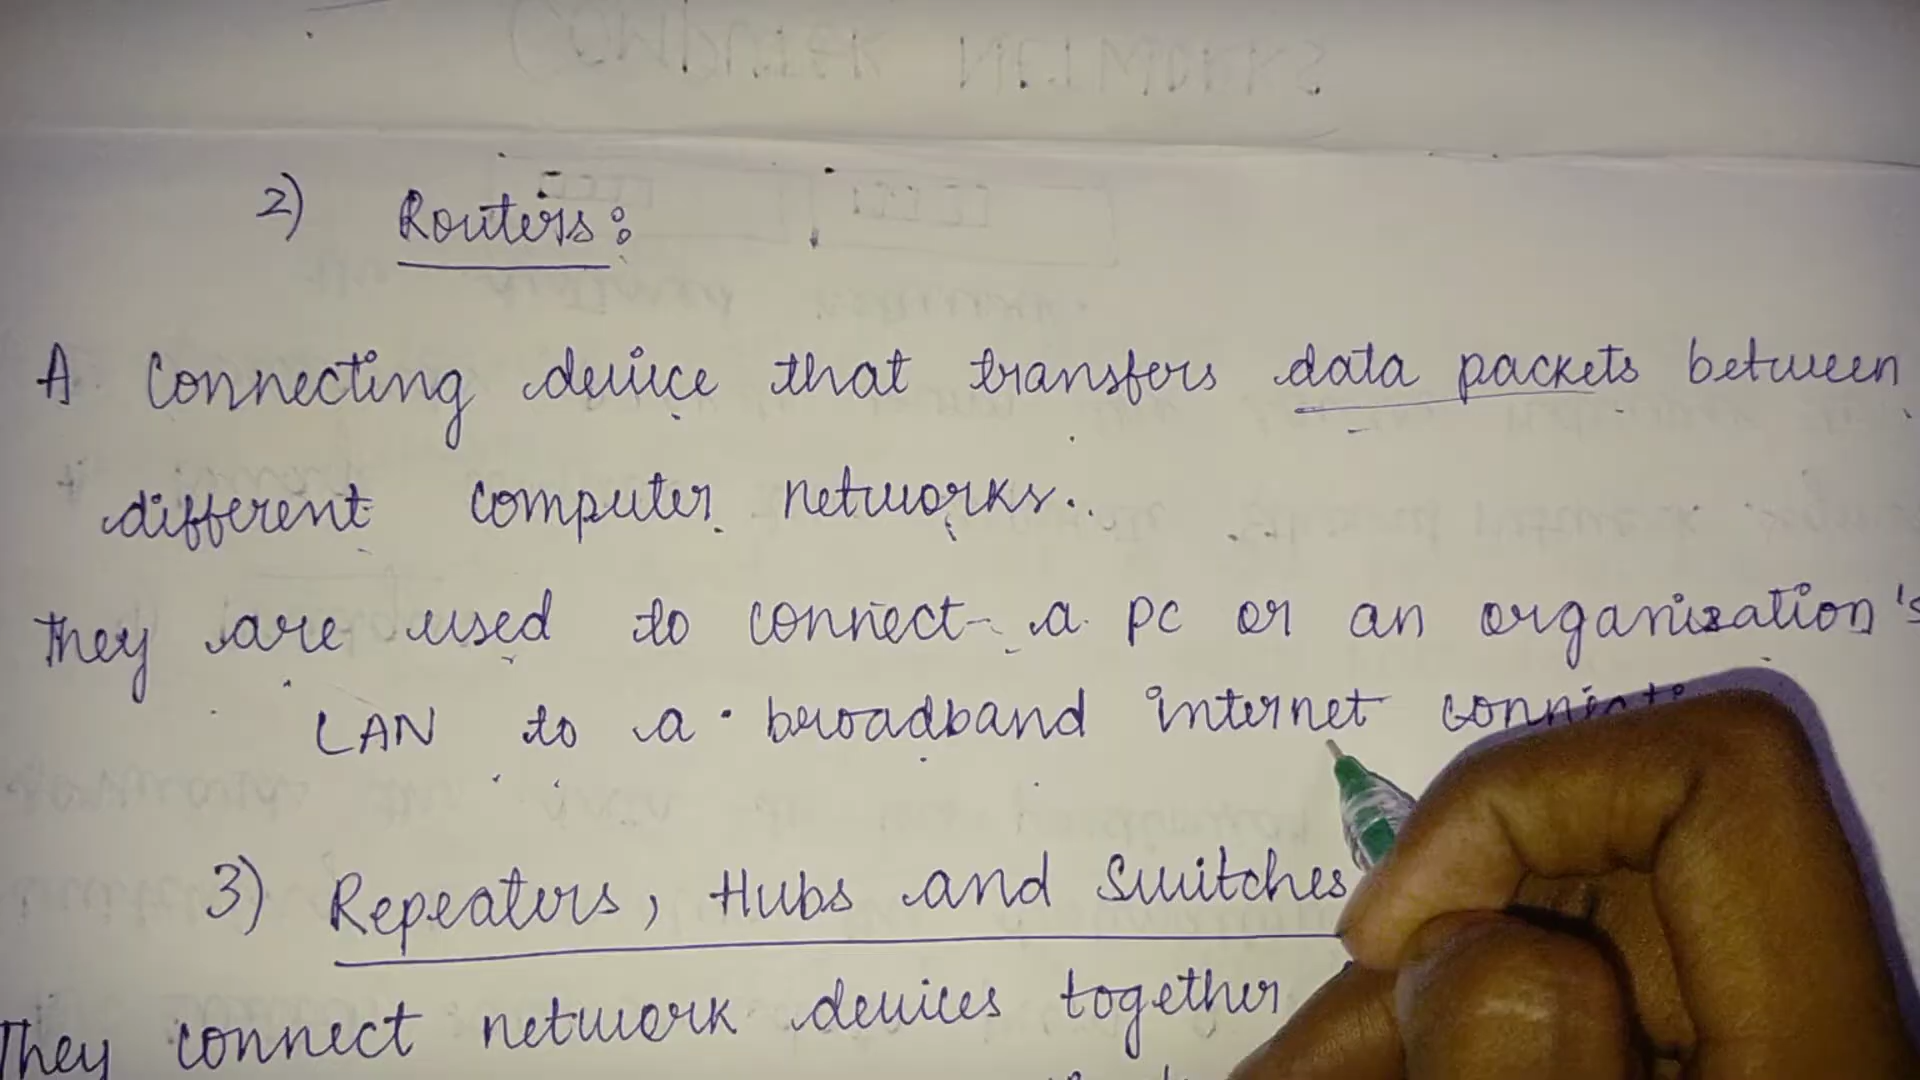 2) Routers:
A connecting device that transfers data packets between
different computer networks.
They are used to connect a PC or an organization's
LAN to a broadband internet
3) Repeaters, Hubs and Switches
They connect network devices together